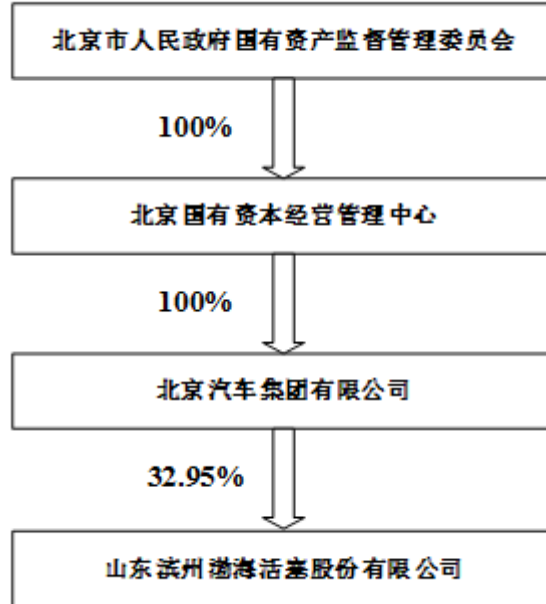 北京市人民政府国有资产监督管理委员会
100%
北京国有资本经营管理中心
100%
北京汽车集团有限公司
32.95%
山东滨州渤海活塞股份有限公司